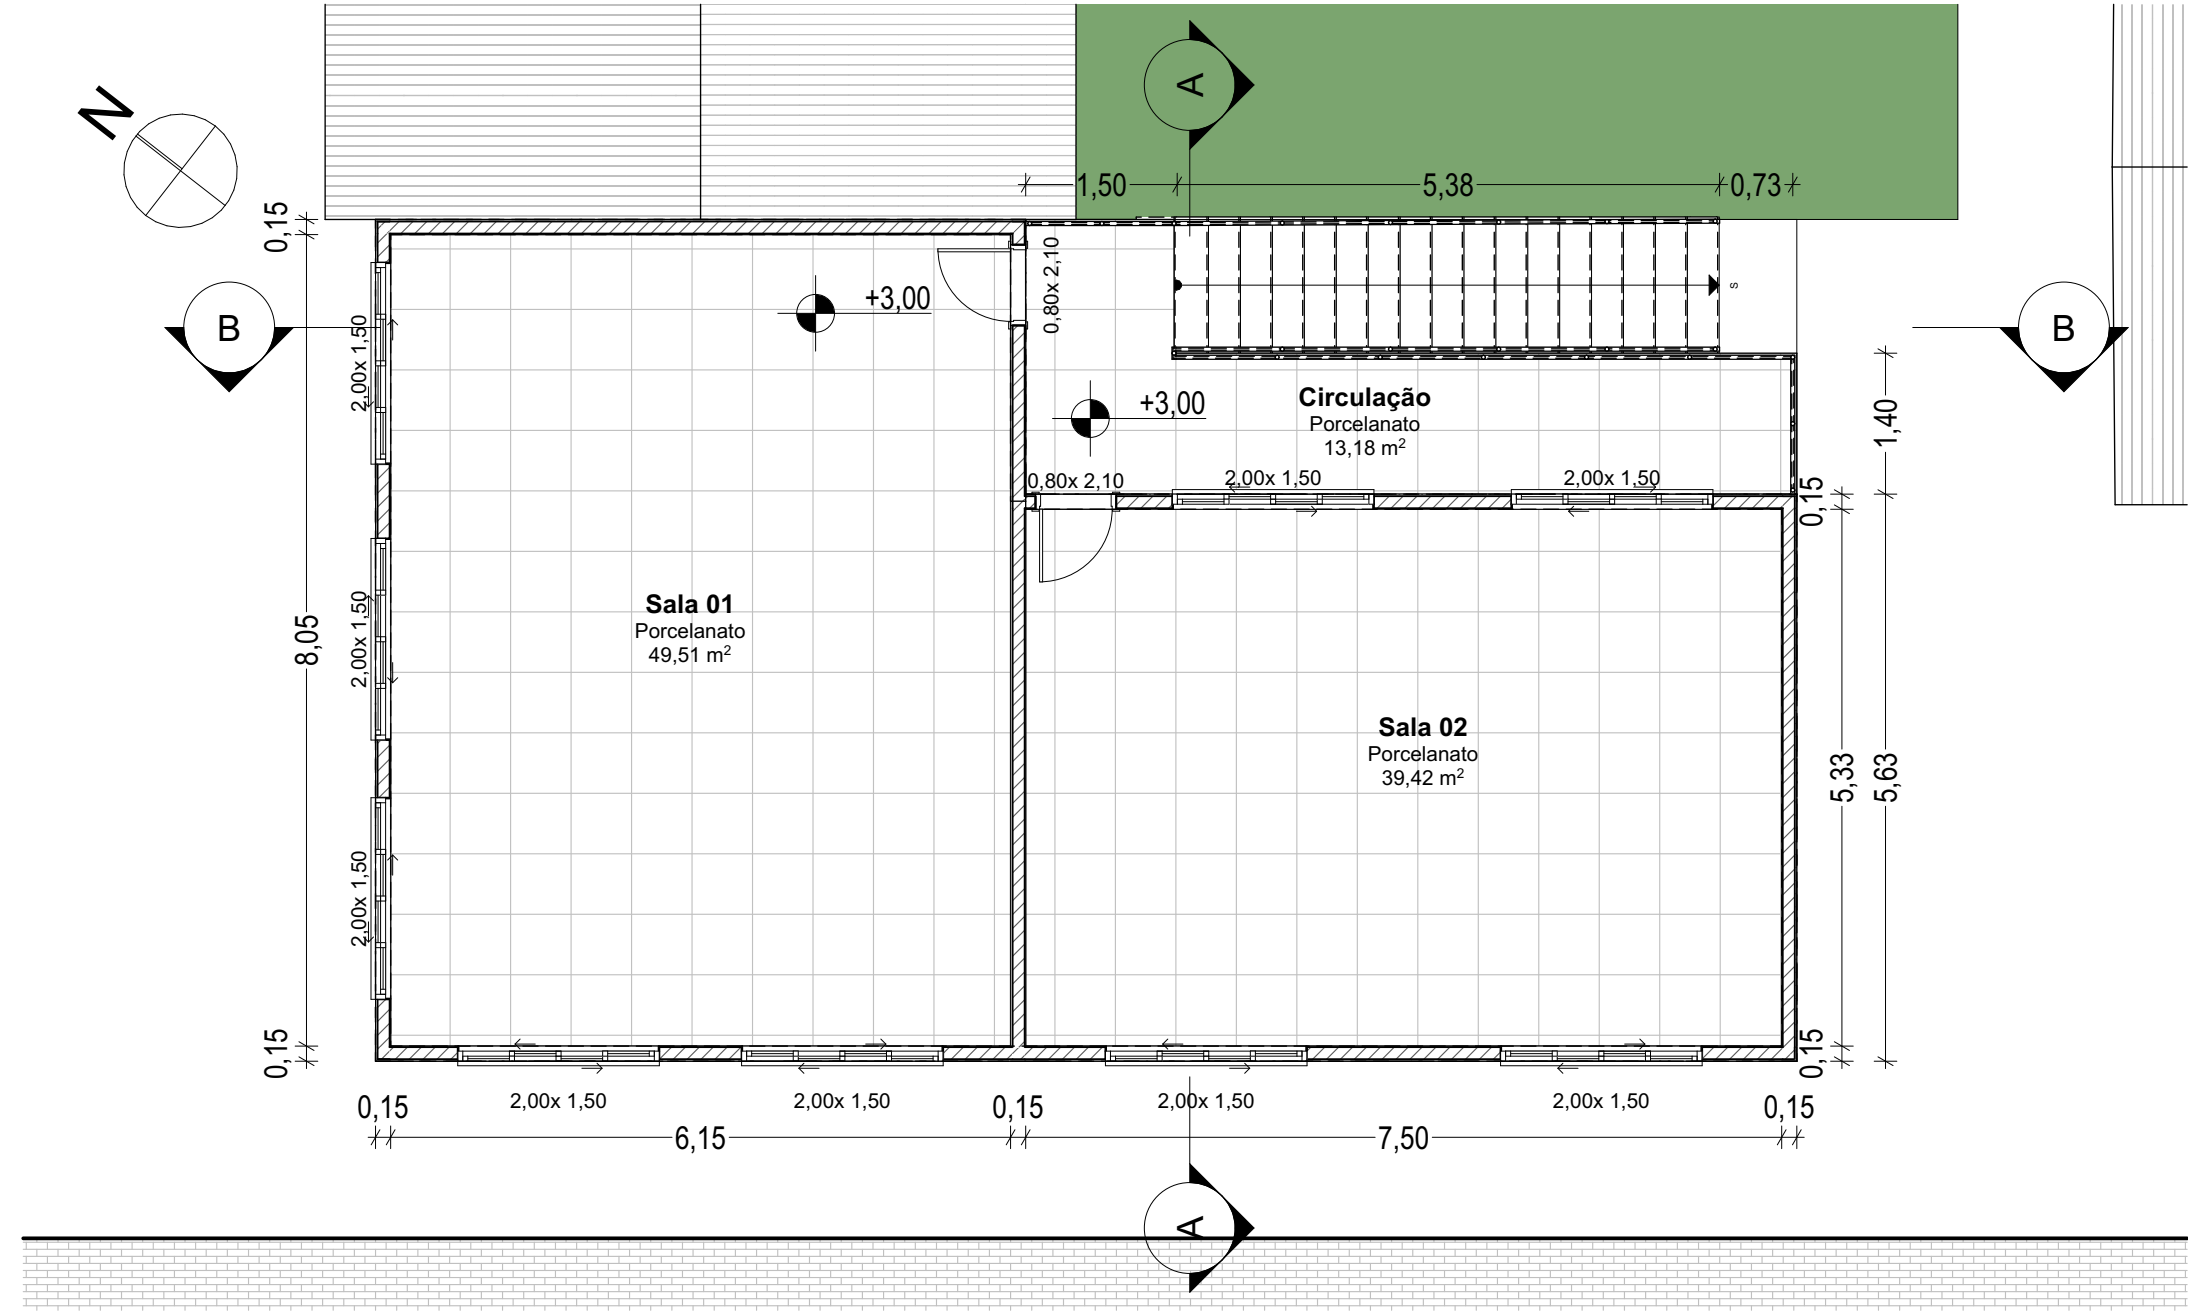 N
A
1,50
5,38
0,73
0,15
0,80x 2,10
+3,00
S
B
B
2,00x 1,50
Circulação
Porcelanato
13,18 m²
+3,00
1,40
0,80x 2,10
2,00x 1,50
2,00x 1,50
0,15
Sala 01
Porcelanato
49,51 m²
2,00x 1,50
8,05
Sala 02
Porcelanato
39,42 m²
5,33
5,63
2,00x 1,50
0,15
0,15
0,15
2,00x 1,50
2,00x 1,50
0,15
2,00x 1,50
2,00x 1,50
0,15
6,15
7,50
A